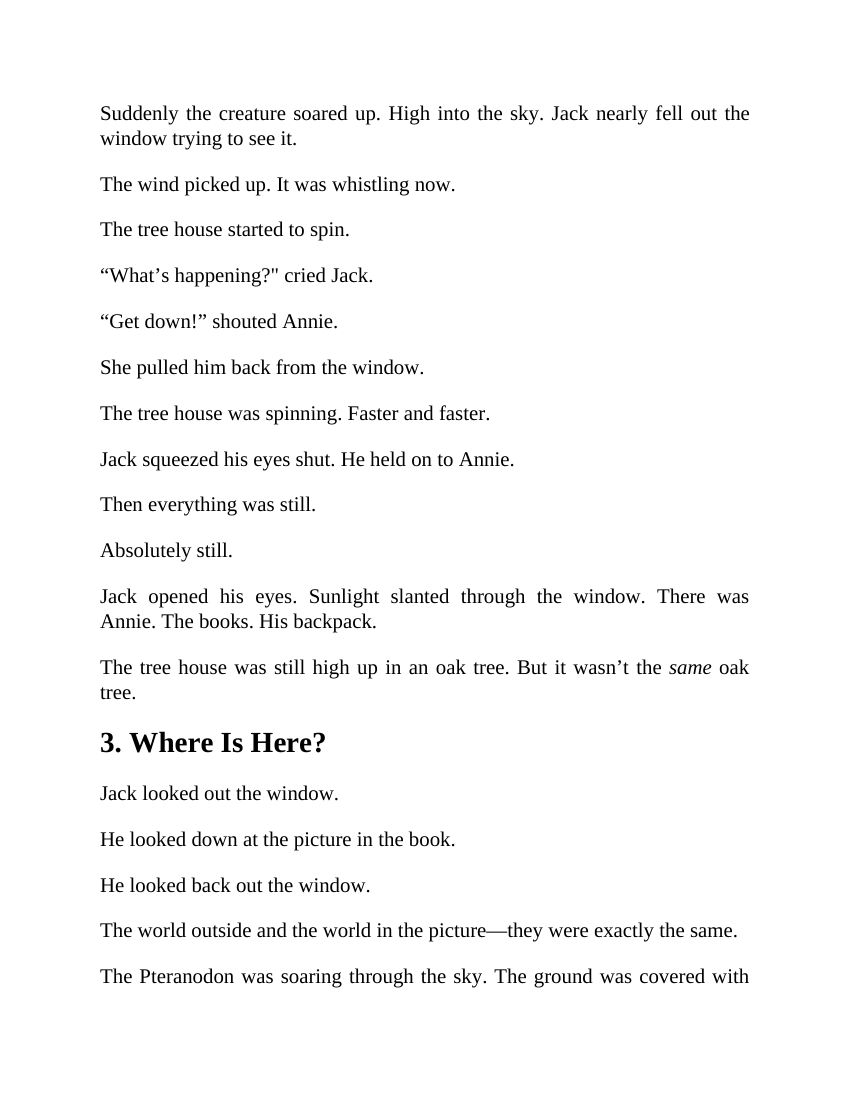 Suddenly the creature soared up. High into the sky. Jack nearly fell out the
window trying to see it.
The wind picked up. It was whistling now.
The tree house started to spin.
“What’s happening?" cried Jack.
“Get down!” shouted Annie.
She pulled him back from the window.
The tree house was spinning. Faster and faster.
Jack squeezed his eyes shut. He held on to Annie.
Then everything was still.
Absolutely still.
Jack opened his eyes. Sunlight slanted through the window. There was
Annie. The books. His backpack.
The tree house was still high up in an oak tree. But it wasn’t the same oak
tree.
3. Where Is Here?
Jack looked out the window.
He looked down at the picture in the book.
He looked back out the window.
The world outside and the world in the picture—they were exactly the same.
The Pteranodon was soaring through the sky. The ground was covered with